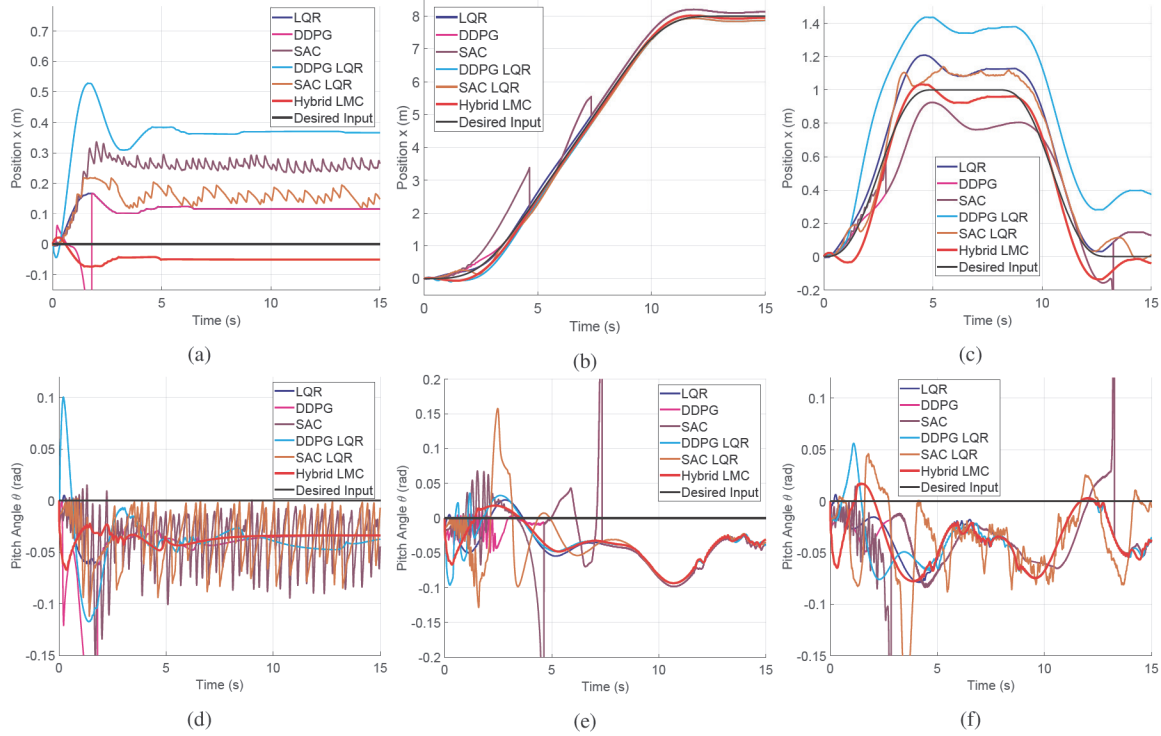 0.7
0.6
0.5
0.4
0.3
0.2
0.1
0
-0.1
Position x (m)
0
5
10
15
Time (s)
LQR
DDPG
SAC
DDPG LQR
SAC LQR
Hybrid LMC
Desired Input
(a)
8
7
6
5
4
3
2
1
0
Position x (m)
0
5
10
15
Time (s)
LQR
DDPG
SAC
DDPG LQR
SAC LQR
Hybrid LMC
Desired Input
(b)
1.4
1.2
1
0.8
0.6
0.4
0.2
0
-0.2
Position x (m)
0
5
10
15
Time (s)
LQR
DDPG
SAC
DDPG LQR
SAC LQR
Hybrid LMC
Desired Input
(c)
0.1
0.05
0
-0.05
-0.1
-0.15
Pitch Angle θ (rad)
0
5
10
15
Time (s)
LQR
DDPG
SAC
DDPG LQR
SAC LQR
Hybrid LMC
Desired Input
(d)
0.2
0.15
0.1
0.05
0
-0.05
-0.1
-0.15
-0.2
Pitch Angle θ (rad)
0
5
10
15
Time (s)
LQR
DDPG
SAC
DDPG LQR
SAC LQR
Hybrid LMC
Desired Input
(e)
0.1
0.05
0
-0.05
-0.1
-0.15
Pitch Angle θ (rad)
0
5
10
15
Time (s)
LQR
DDPG
SAC
DDPG LQR
SAC LQR
Hybrid LMC
Desired Input
(f)